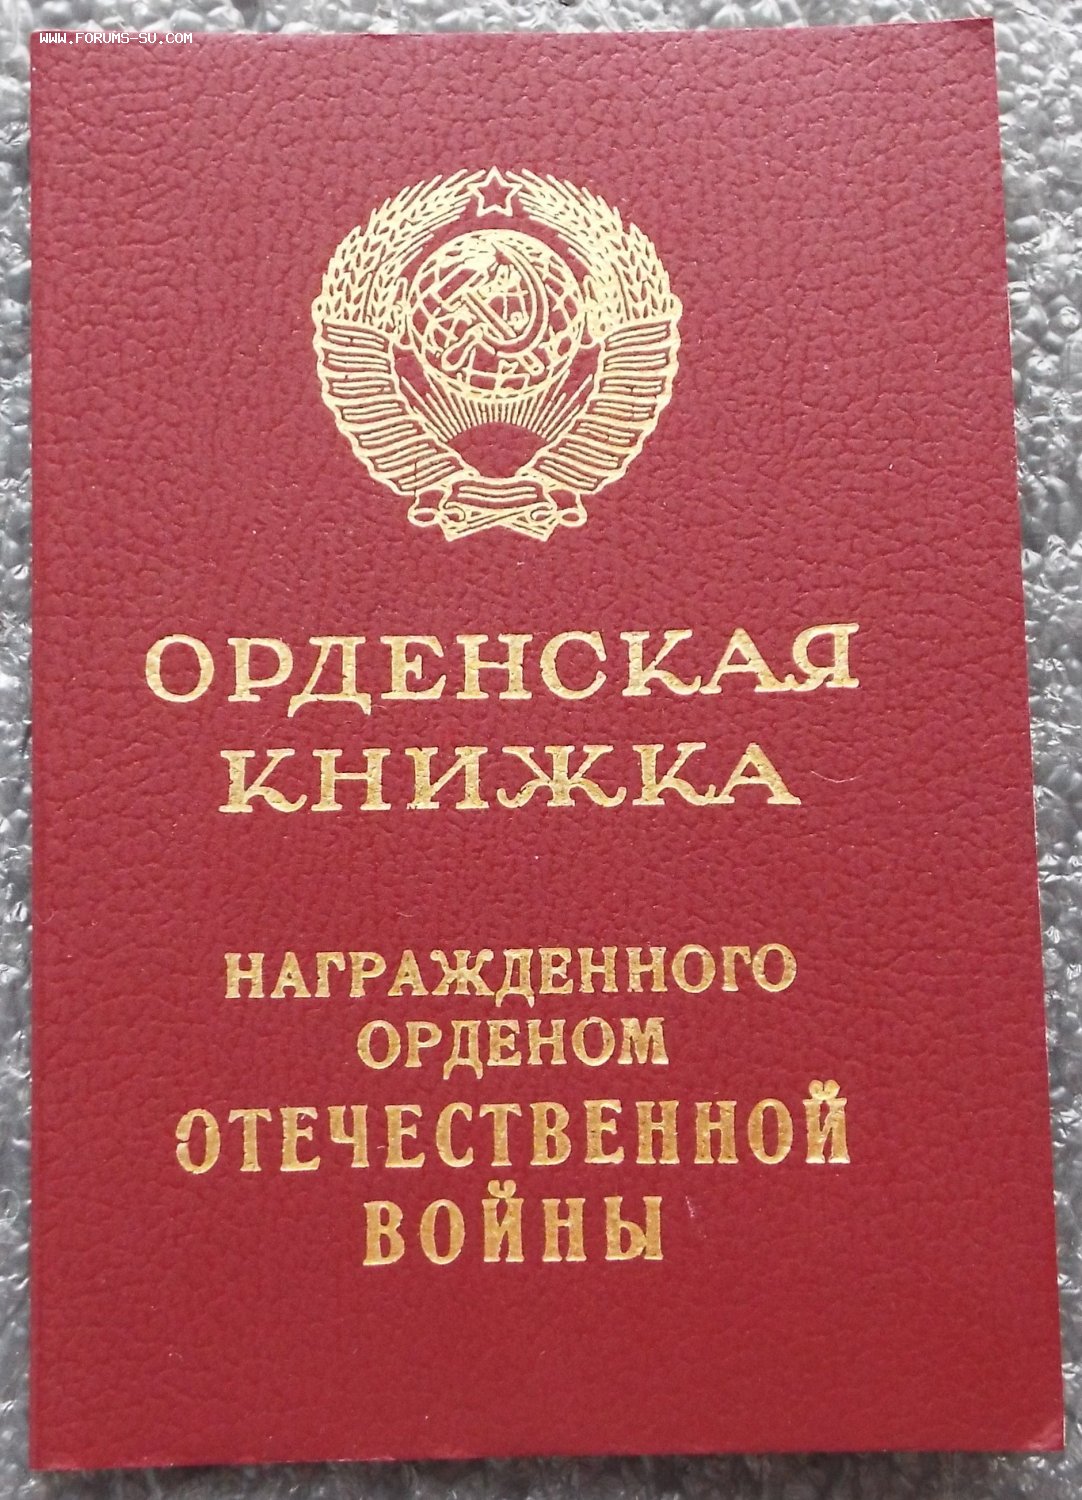 WWW.FORUMS-SU.COM
ОРДЕНСКАЯ
КНИЖКА
НАГРАЖДЕННОГО
ОРДЕНОМ
ОТЕЧЕСТВЕННОЙ
ВОЙНЫ